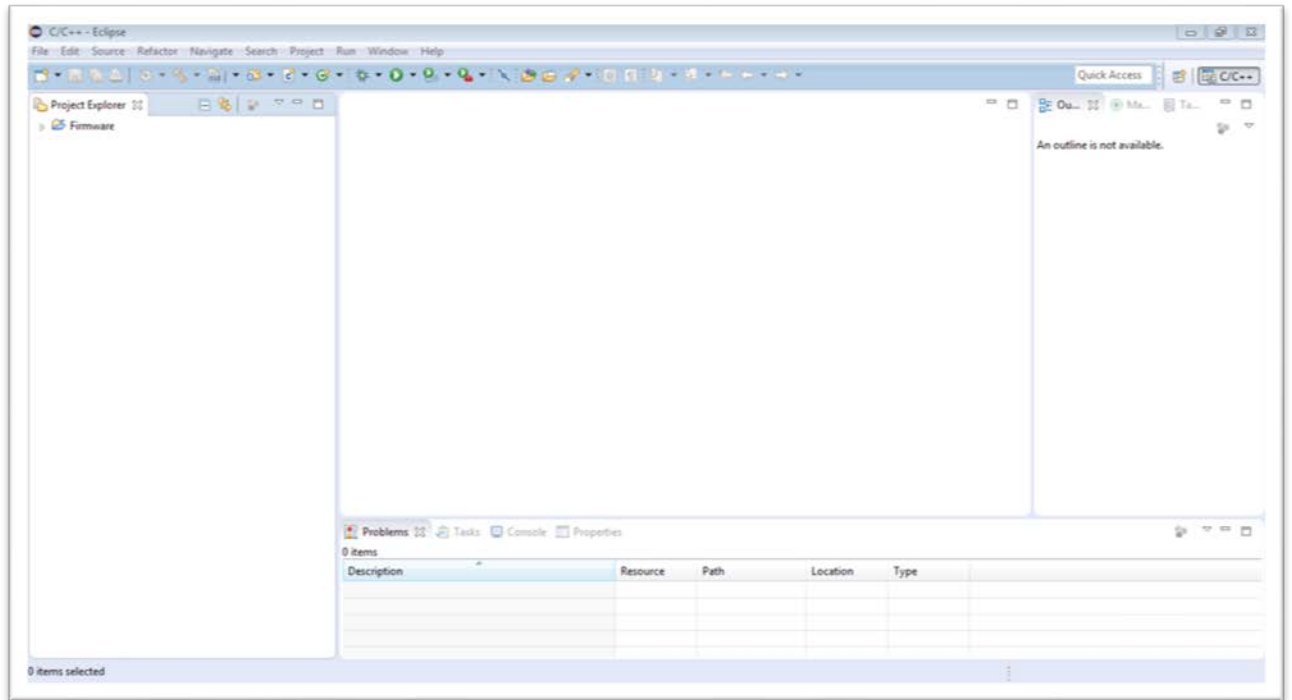 C/C++ - Eclipse
File Edit Source Refactor Navigate Search Project Run Window Help
Quick Access C/C++
Project Explorer
Firmware
Ou... Ma... Ta...
An outline is not available.
Problems Tasks Console Properties
0 items
Description Resource Path Location Type
0 items selected